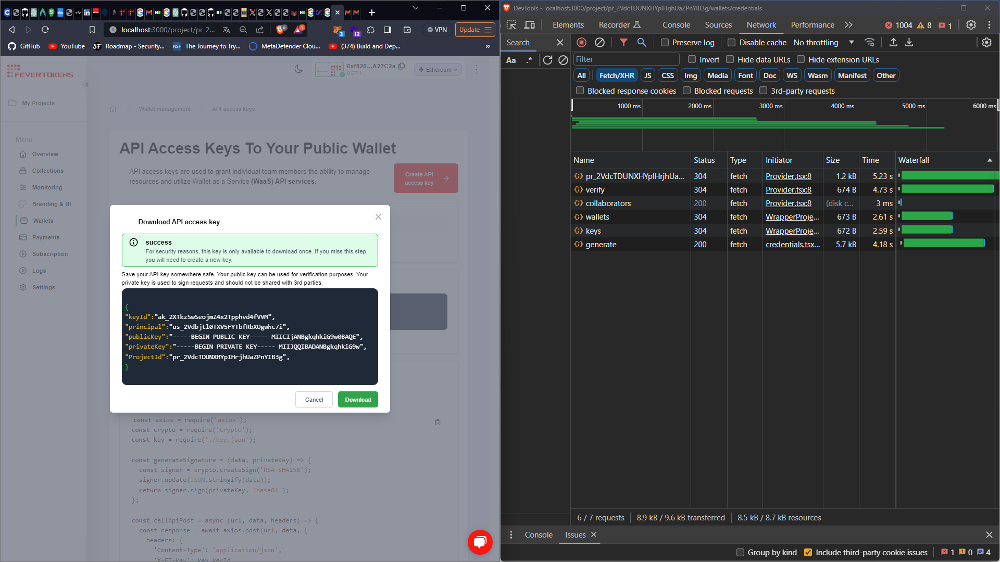 DevTools - localhost:3000/project/pr_2VdcTDUNXHYpIHrjhUaZPnYIB3g/wallets/credentials
localhost:3000/project/pr_2...
6
1
3
12
VPN
Update
GitHub
YouTube
Roadmap - Security...
NSF
The Journey to Try...
MetaDefender Clou...
(374) Build and Dep...
»
FEVERTOKENS
0xf826...A27C2a
0 ETH
Ethereum
My Projects
Wallet management
API access keys
Menu
Overview
Collections
Monitoring
Branding & UI
Wallets
Payments
Subscription
Logs
Settings
API Access Keys To Your Public Wallet
API access keys are used to grant individual team members the ability to manage
resources and utilize Wallet as a Service (WaaS) API services.
Create API
access key
Download API access key
success
For security reasons, this key is only available to download once. If you miss this step,
you will need to create a new key.
Save your API key somewhere safe. Your public key can be used for verification purposes. Your
private key is used to sign requests and should not be shared with 3rd parties.
{
"keyId":"ak_2XTkzSwSeojmZ4x2Tpphvd4fVVM",
"principal":"us_2Vdbjtl0TXV5FYTbfRbXOgwhc7i",
"publicKey":"-----BEGIN PUBLIC KEY----- MIICIjANBgkqhkiG9w0BAQE",
"privateKey":"-----BEGIN PRIVATE KEY----- MIIJQQIBADANBgkqhkiG9w",
"ProjectId":"pr_2VdcTDUNXHYpIHrjhUaZPnYIB3g",
}
Cancel
Download
const axios = require('axios');
const crypto = require('crypto');
const key = require('./key.json');
const generateSignature = (data, privateKey) => {
const signer = crypto.createSign('RSA-SHA256');
signer.update(JSON.stringify(data));
return signer.sign(privateKey, 'base64');
};
const callApiPost = async (url, data, headers) => {
const response = await axios.post(url, data, {
headers: {
'Content-Type': 'application/json',
'X-FT-key': key.keyId
Elements
Recorder
Console
Sources
Network
Performance
1004
8
1
Search
Preserve log
Disable cache
No throttling
Aa
.*
Filter
Invert
Hide data URLs
Hide extension URLs
All
Fetch/XHR
JS
CSS
Img
Media
Font
Doc
WS
Wasm
Manifest
Other
Blocked response cookies
Blocked requests
3rd-party requests
1000 ms
2000 ms
3000 ms
4000 ms
5000 ms
6000 ms
Name Status Type Initiator Size Time Waterfall
pr_2VdcTDUNXHYpIHrjhUa... 304 fetch Provider.tsx:8 1.2 kB 5.23 s
verify 304 fetch Provider.tsx:8 674 B 4.73 s
collaborators 200 fetch Provider.tsx:8 (disk c... 3 ms
wallets 304 fetch WrapperProje... 673 B 2.61 s
keys 304 fetch WrapperProje... 672 B 2.59 s
generate 200 fetch credentials.tsx... 5.7 kB 4.18 s
6 / 7 requests
8.9 kB / 9.6 kB transferred
8.5 kB / 8.7 kB resources
Console
Issues
Group by kind
Include third-party cookie issues
1
0
4